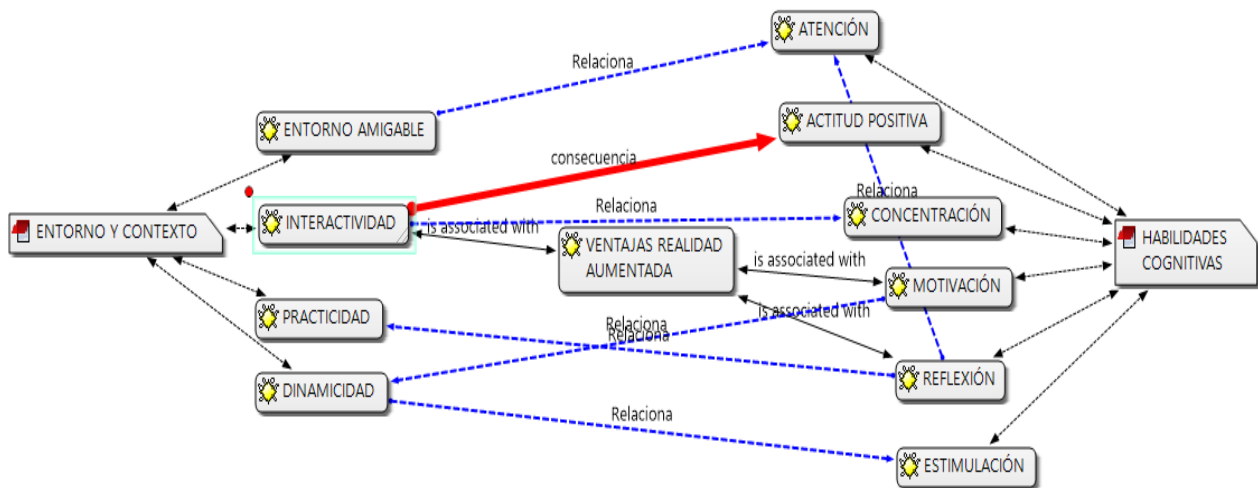 ATENCIÓN
Relaciona
ENTORNO AMIGABLE
ACTITUD POSITIVA
consecuencia
Relaciona
Relaciona
CONCENTRACIÓN
INTERACTIVIDAD
is associated with
ENTORNO Y CONTEXTO
VENTAJAS REALIDAD
AUMENTADA
HABILIDADES
COGNITIVAS
is associated with
MOTIVACIÓN
is associated with
PRACTICIDAD
Relaciona
Relaciona
REFLEXIÓN
DINAMICIDAD
Relaciona
ESTIMULACIÓN